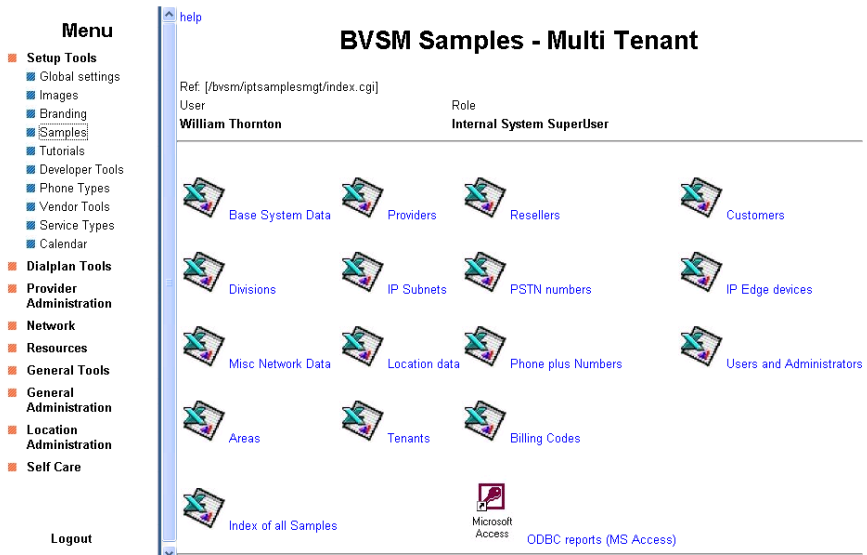 Menu
Setup Tools
Global settings
Images
Branding
Samples
Tutorials
Developer Tools
Phone Types
Vendor Tools
Service Types
Calendar
Dialplan Tools
Provider
Administration
Network
Resources
General Tools
General
Administration
Location
Administration
Self Care
Logout
help
BVSM Samples - Multi Tenant
Ref: [/bvsm/iptsamplesmgt/index.cgi]
User Role
William Thornton Internal System SuperUser
Base System Data Providers Resellers Customers
Divisions IP Subnets PSTN numbers IP Edge devices
Misc Network Data Location data Phone plus Numbers Users and Administrators
Areas Tenants Billing Codes
Index of all Samples
Microsoft
Access
ODBC reports (MS Access)